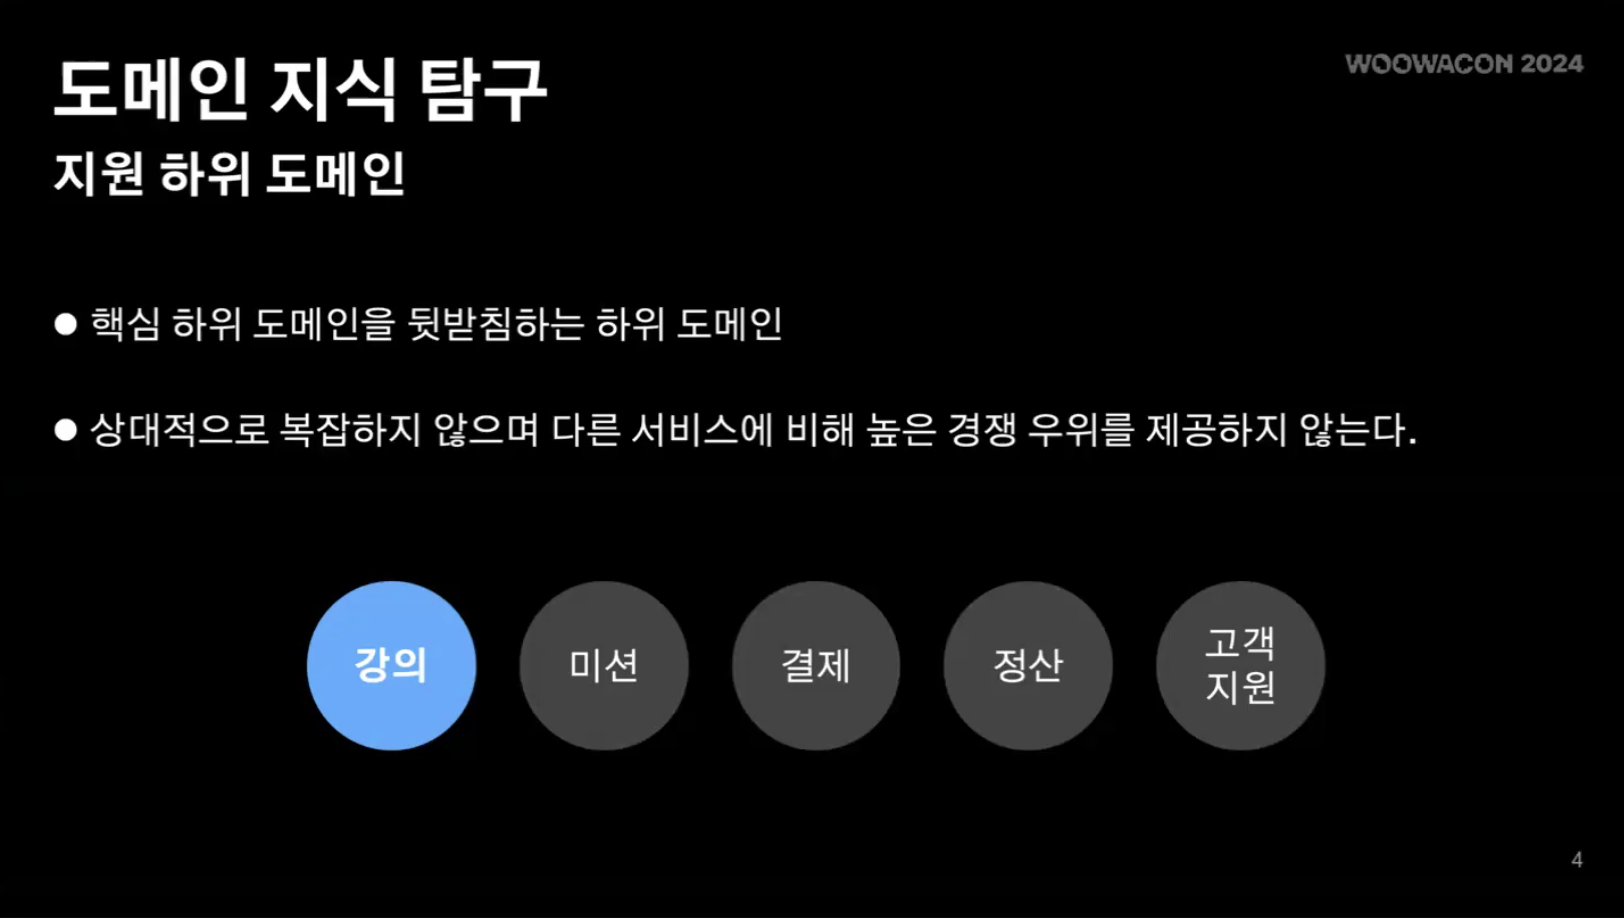 도메인 지식 탐구
WOOWACON 2024
지원 하위 도메인
● 핵심 하위 도메인을 뒷받침하는 하위 도메인
● 상대적으로 복잡하지 않으며 다른 서비스에 비해 높은 경쟁 우위를 제공하지 않는다.
강의
미션
결제
정산
고객
지원
4